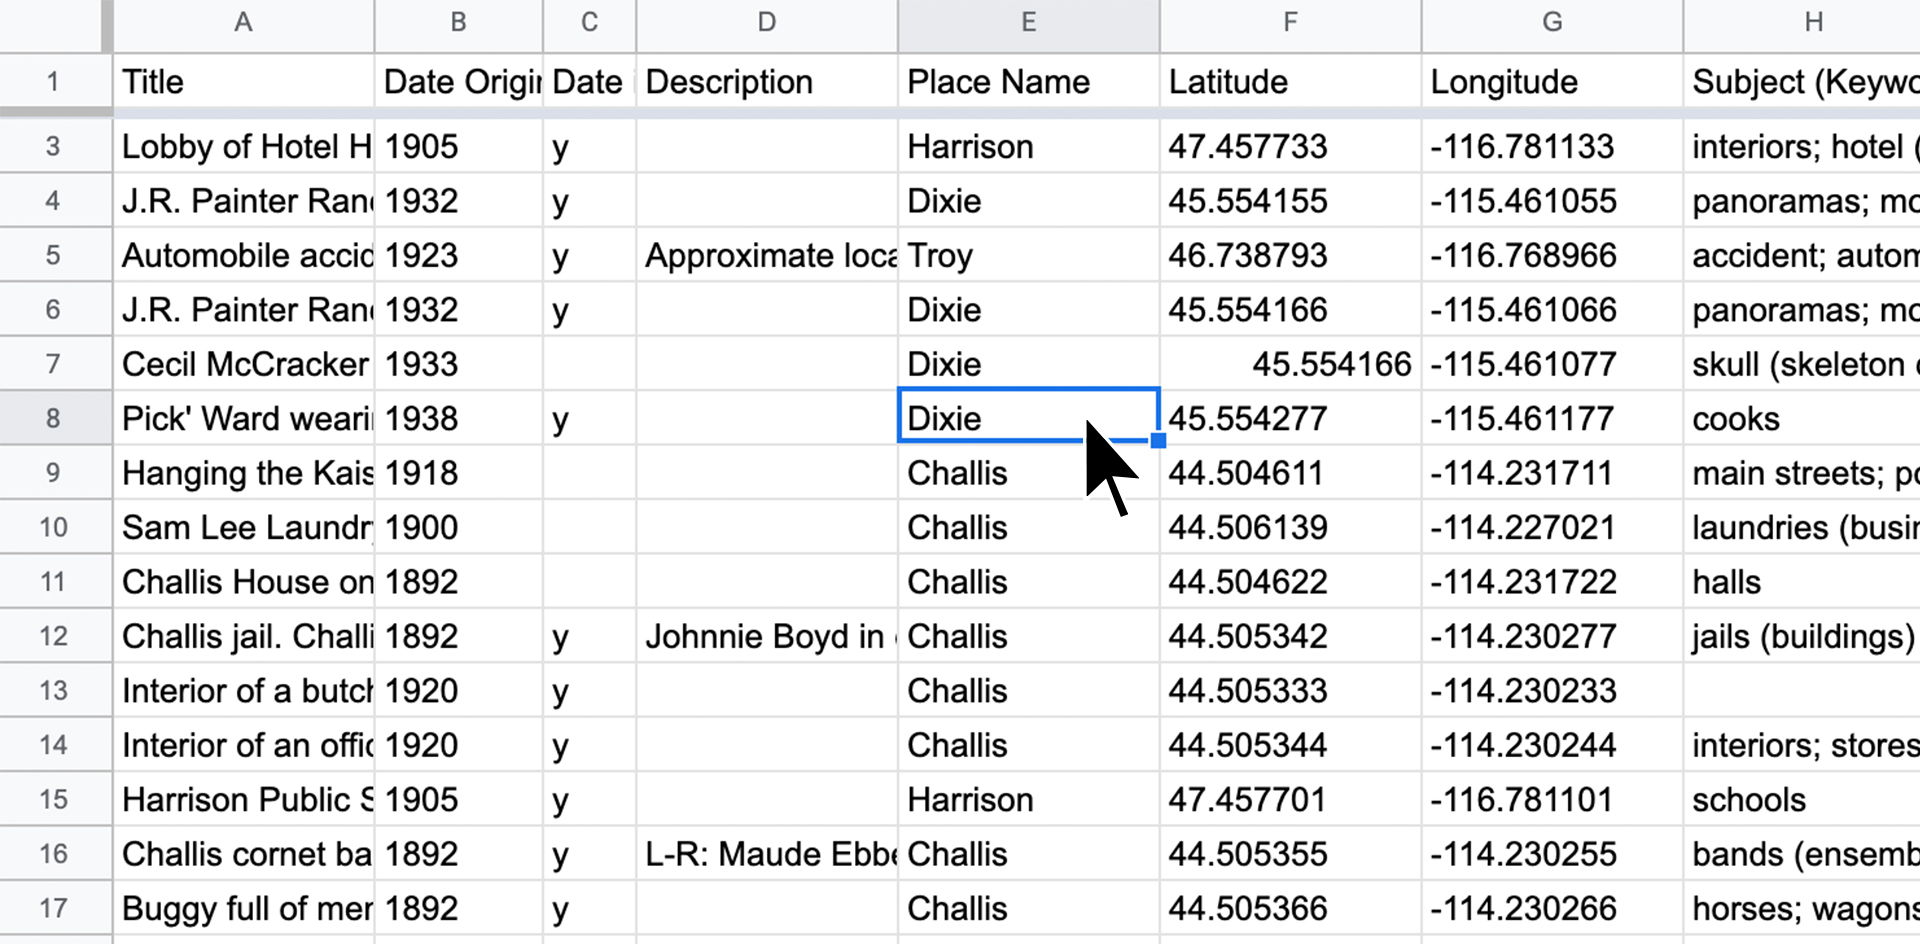 A B C D E F G H
1 Title Date Origin Date Description Place Name Latitude Longitude Subject (Keywo
3 Lobby of Hotel H 1905 y Harrison 47.457733 -116.781133 interiors; hotel (
4 J.R. Painter Ran 1932 y Dixie 45.554155 -115.461055 panoramas; mo
5 Automobile accid 1923 y Approximate loca Troy 46.738793 -116.768966 accident; autom
6 J.R. Painter Ran 1932 y Dixie 45.554166 -115.461066 panoramas; mo
7 Cecil McCracker 1933 Dixie 45.554166 -115.461077 skull (skeleton
8 Pick' Ward weari 1938 y Dixie 45.554277 -115.461177 cooks
9 Hanging the Kais 1918 Challis 44.504611 -114.231711 main streets; po
10 Sam Lee Laundr 1900 Challis 44.506139 -114.227021 laundries (busin
11 Challis House on 1892 Challis 44.504622 -114.231722 halls
12 Challis jail. Challi 1892 y Johnnie Boyd in Challis 44.505342 -114.230277 jails (buildings)
13 Interior of a butch 1920 y Challis 44.505333 -114.230233
14 Interior of an offic 1920 y Challis 44.505344 -114.230244 interiors; stores
15 Harrison Public S 1905 y Harrison 47.457701 -116.781101 schools
16 Challis cornet ba 1892 y L-R: Maude Ebbe Challis 44.505355 -114.230255 bands (ensemb
17 Buggy full of mer 1892 y Challis 44.505366 -114.230266 horses; wagons